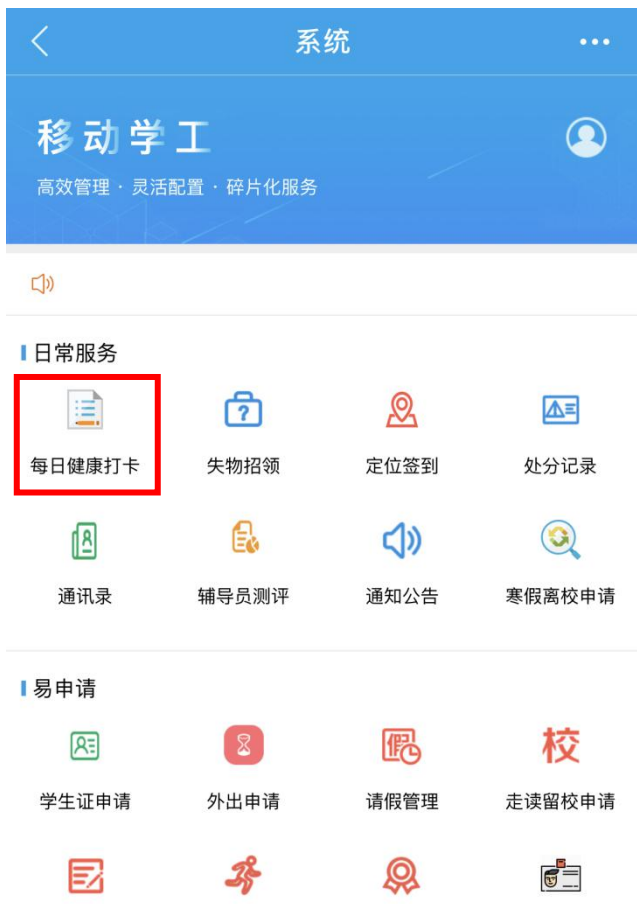 系统
移动学工
高效管理 · 灵活配置 · 碎片化服务
日常服务
每日健康打卡 失物招领 定位签到 处分记录
通讯录 辅导员测评 通知公告 寒假离校申请
易申请
假 校
学生证申请 外出申请 请假管理 走读留校申请